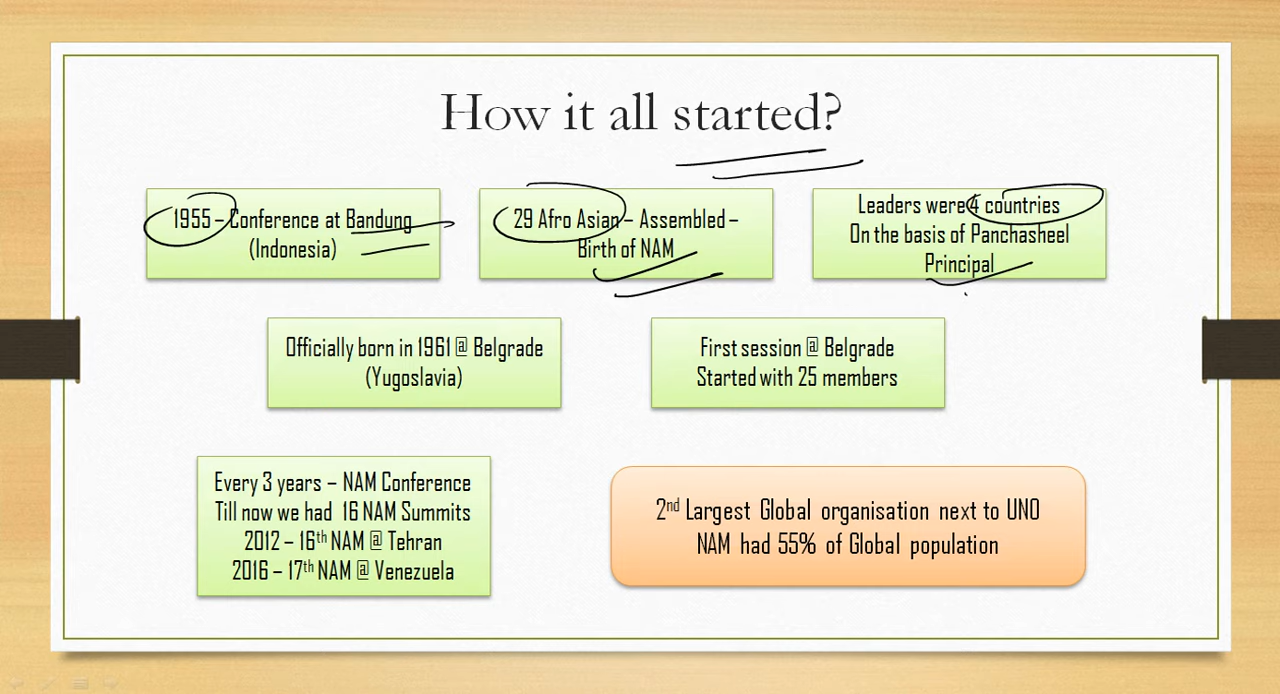 How it all started?
1955 – Conference at Bandung
(Indonesia)
29 Afro Asian – Assembled –
Birth of NAM
Leaders were 4 countries
On the basis of Panchasheel
Principal
Officially born in 1961 @ Belgrade
(Yugoslavia)
First session @ Belgrade
Started with 25 members
Every 3 years – NAM Conference
Till now we had 16 NAM Summits
2012 – 16th NAM @ Tehran
2016 – 17th NAM @ Venezuela
2nd Largest Global organisation next to UNO
NAM had 55% of Global population